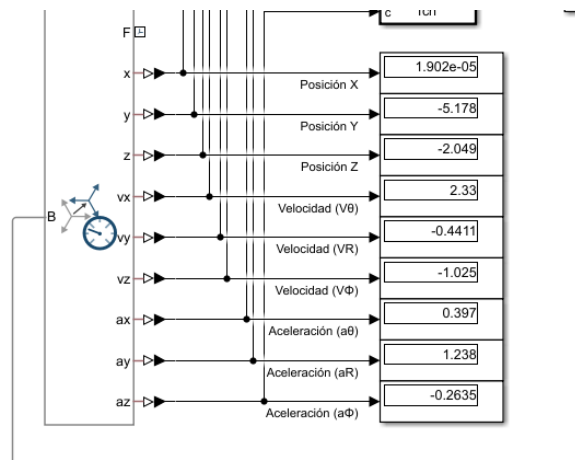 c
F
x
Posición X
1.902e-05
y
Posición Y
-5.178
z
Posición Z
-2.049
B
vx
Velocidad (Vθ)
2.33
vy
Velocidad (VR)
-0.4411
vz
Velocidad (VΦ)
-1.025
ax
Aceleración (aθ)
0.397
ay
Aceleración (aR)
1.238
az
Aceleración (aΦ)
-0.2635